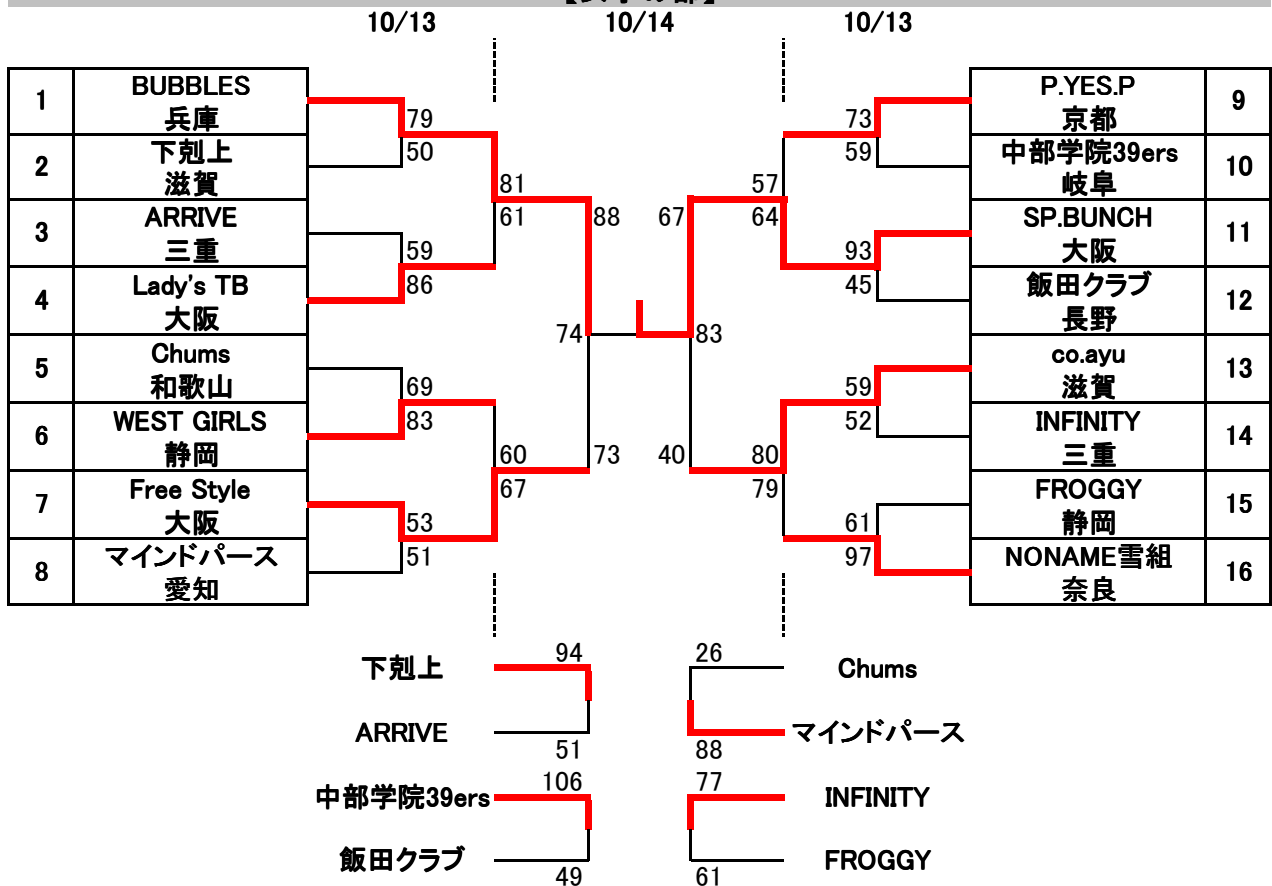 10/13 10/14 10/13
1 BUBBLES 兵庫
2 下剋上 滋賀
3 ARRIVE 三重
4 Lady's TB 大阪
5 Chums 和歌山
6 WEST GIRLS 静岡
7 Free Style 大阪
8 マインドパース 愛知
79
50
59
86
69
83
53
51
81
61
60
67
88
73
74
83
67
40
57
64
80
79
73
59
93
45
59
52
61
97
P.YES.P 京都 9
中部学院39ers 岐阜 10
SP.BUNCH 大阪 11
飯田クラブ 長野 12
co.ayu 滋賀 13
INFINITY 三重 14
FROGGY 静岡 15
NONAME雪組 奈良 16
下剋上 94
ARRIVE 51
26 Chums
88 マインドパース
中部学院39ers 106
飯田クラブ 49
77 INFINITY
61 FROGGY